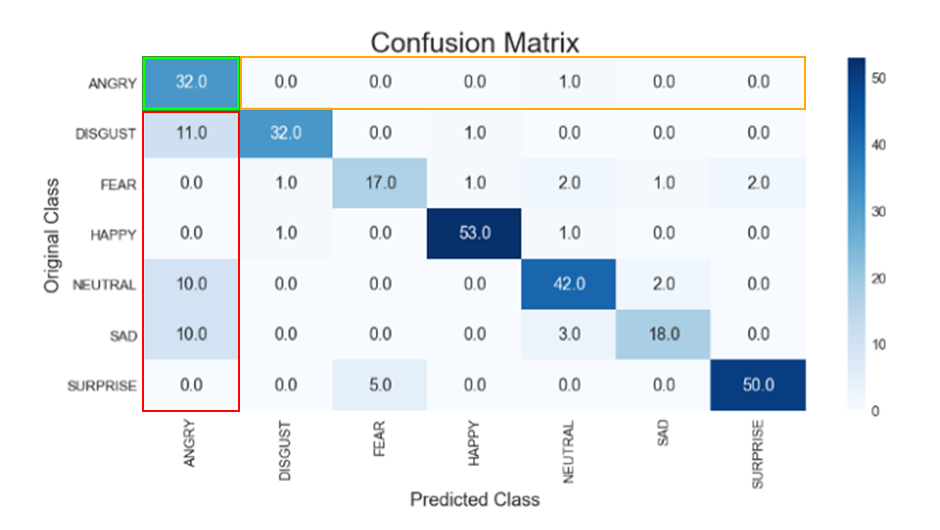 Confusion Matrix
ANGRY 32.0 0.0 0.0 0.0 1.0 0.0 0.0
DISGUST 11.0 32.0 0.0 1.0 0.0 0.0 0.0
FEAR 0.0 1.0 17.0 1.0 2.0 1.0 2.0
HAPPY 0.0 1.0 0.0 53.0 1.0 0.0 0.0
NEUTRAL 10.0 0.0 0.0 0.0 42.0 2.0 0.0
SAD 10.0 0.0 0.0 0.0 3.0 18.0 0.0
SURPRISE 0.0 0.0 5.0 0.0 0.0 0.0 50.0
Original Class
ANGRY DISGUST FEAR HAPPY NEUTRAL SAD SURPRISE
Predicted Class
50
40
30
20
10
0